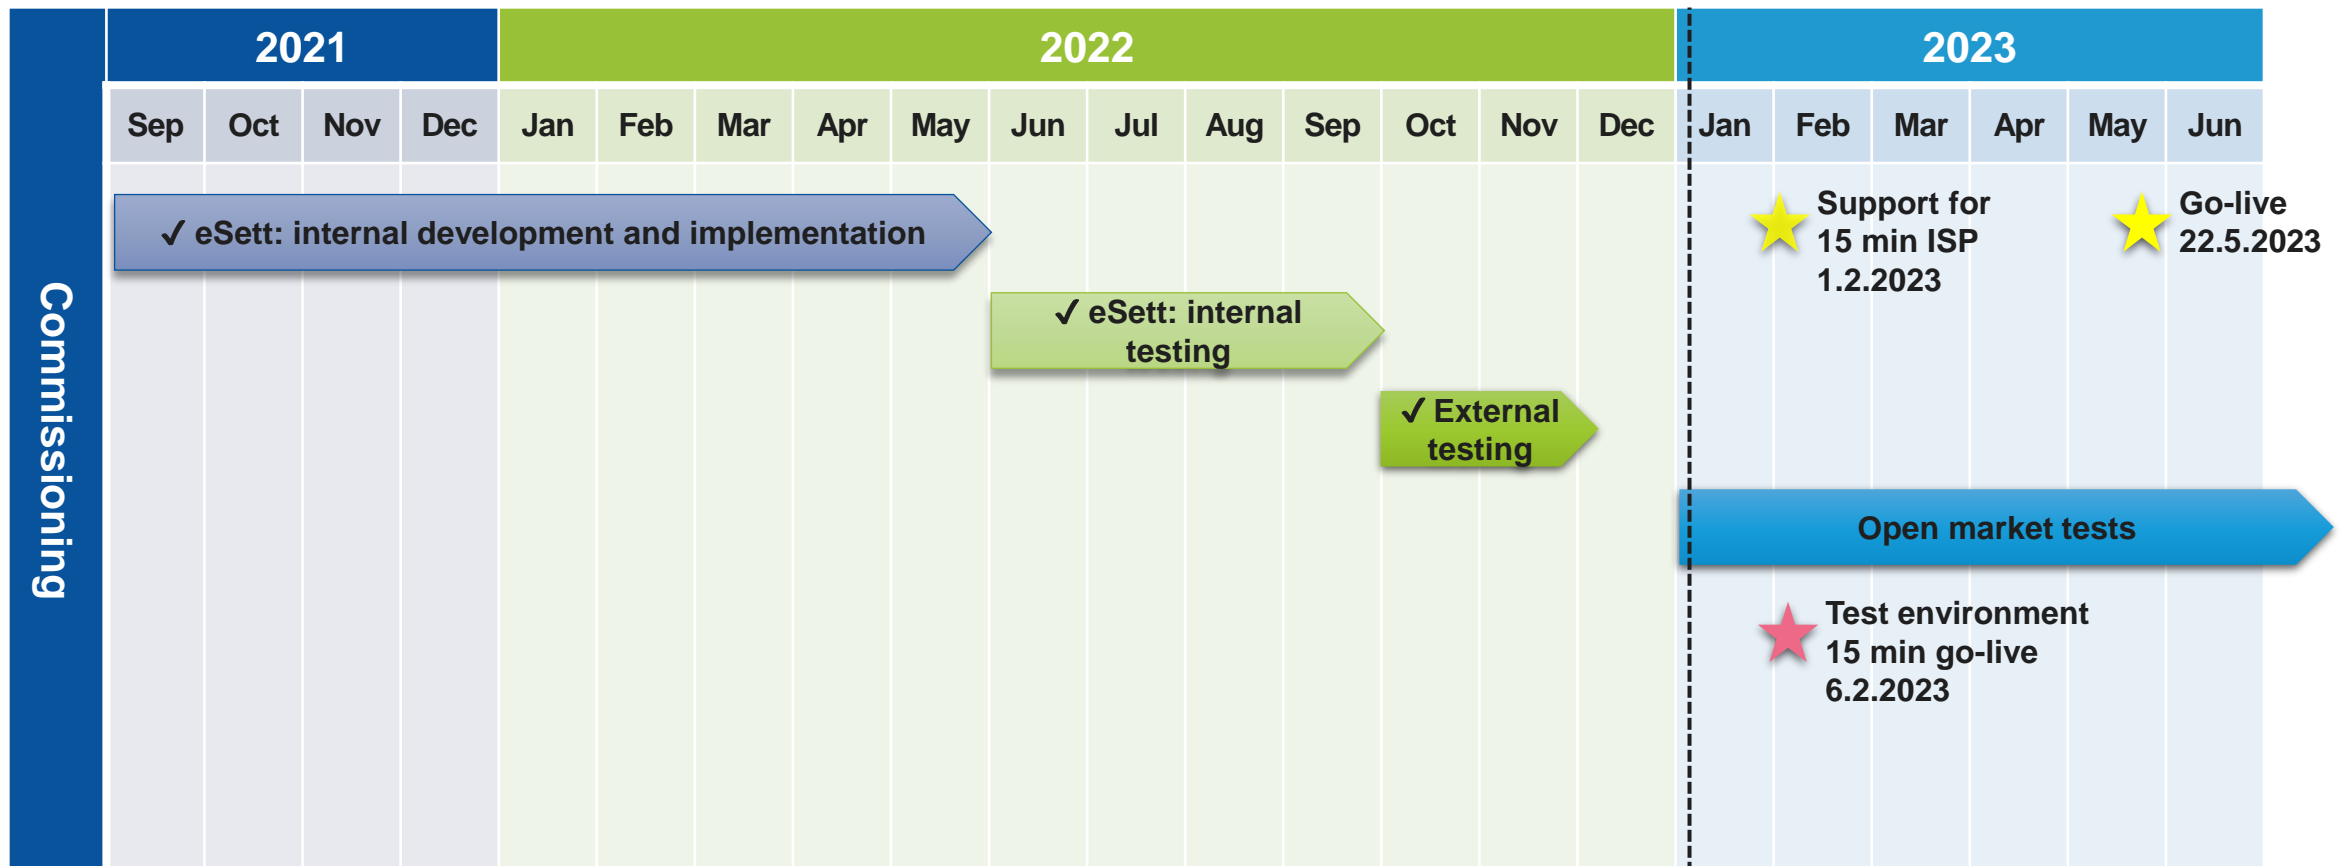 Commissioning
2021
2022
2023
Sep Oct Nov Dec Jan Feb Mar Apr May Jun Jul Aug Sep Oct Nov Dec Jan Feb Mar Apr May Jun
✓ eSett: internal development and implementation
Support for
15 min ISP
1.2.2023
Go-live
22.5.2023
✓ eSett: internal
testing
✓ External
testing
Open market tests
Test environment
15 min go-live
6.2.2023